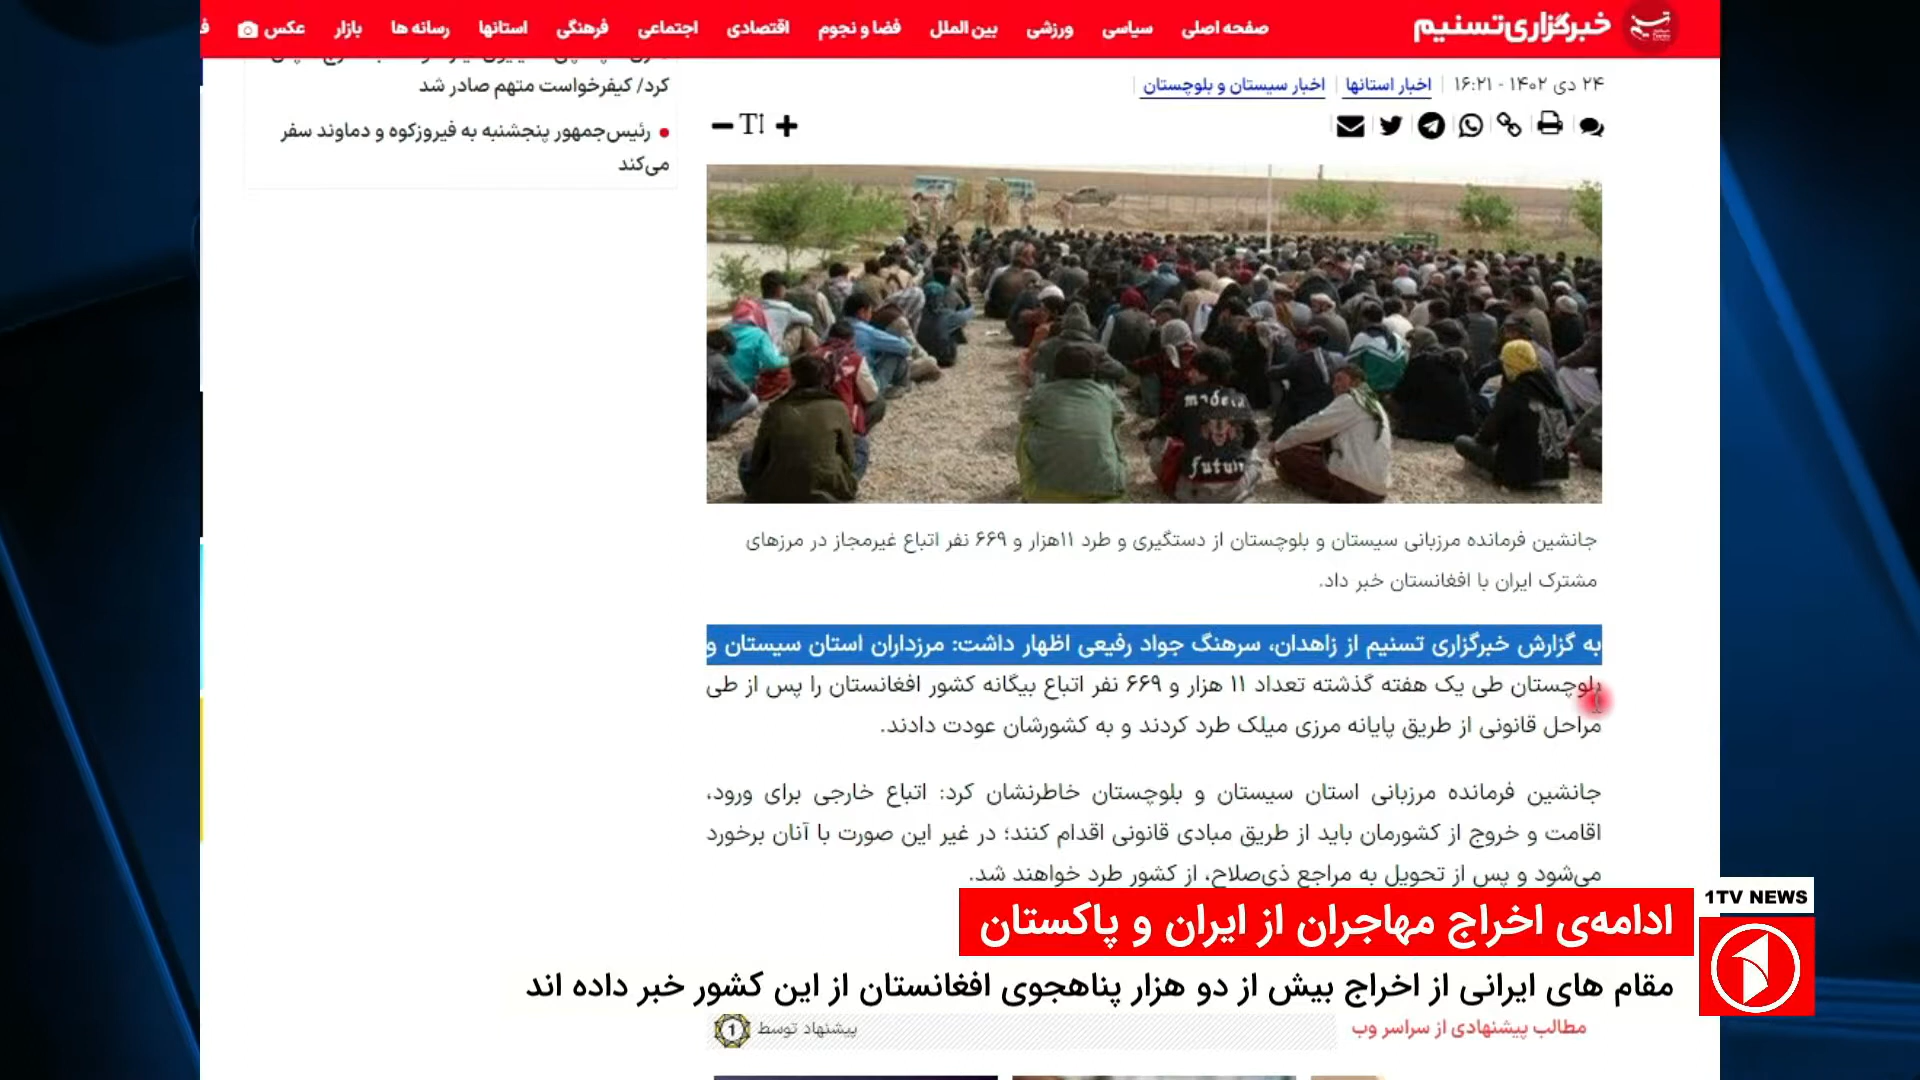 خبرگزاری تسنیم
صفحه اصلی سیاسی ورزشی بین الملل فضا و نجوم اقتصادی اجتماعی فرهنگی استانها رسانه ها بازار عکس
کرد/ کیفرخواست متهم صادر شد
رئیس‌جمهور پنجشنبه به فیروزکوه و دماوند سفر
می‌کند
۲۴ دی ۱۴۰۲ - ۱۶:۲۱ | اخبار استانها | اخبار سیستان و بلوچستان
made in
future
جانشین فرمانده مرزبانی سیستان و بلوچستان از دستگیری و طرد ۱۱هزار و ۶۶۹ نفر اتباع غیرمجاز در مرزهای
مشترک ایران با افغانستان خبر داد.
به گزارش خبرگزاری تسنیم از زاهدان، سرهنگ جواد رفیعی اظهار داشت: مرزداران استان سیستان و
بلوچستان طی یک هفته گذشته تعداد ۱۱ هزار و ۶۶۹ نفر اتباع بیگانه کشور افغانستان را پس از طی
مراحل قانونی از طریق پایانه مرزی میلک طرد کردند و به کشورشان عودت دادند.
جانشین فرمانده مرزبانی استان سیستان و بلوچستان خاطرنشان کرد: اتباع خارجی برای ورود،
اقامت و خروج از کشورمان باید از طریق مبادی قانونی اقدام کنند؛ در غیر این صورت با آنان برخورد
می‌شود و پس از تحویل به مراجع ذی‌صلاح، از کشور طرد خواهند شد.
1TV NEWS
ادامه‌ی اخراج مهاجران از ایران و پاکستان
مقام های ایرانی از اخراج بیش از دو هزار پناهجوی افغانستان از این کشور خبر داده اند
مطالب پیشنهادی از سراسر وب
پیشنهاد توسط